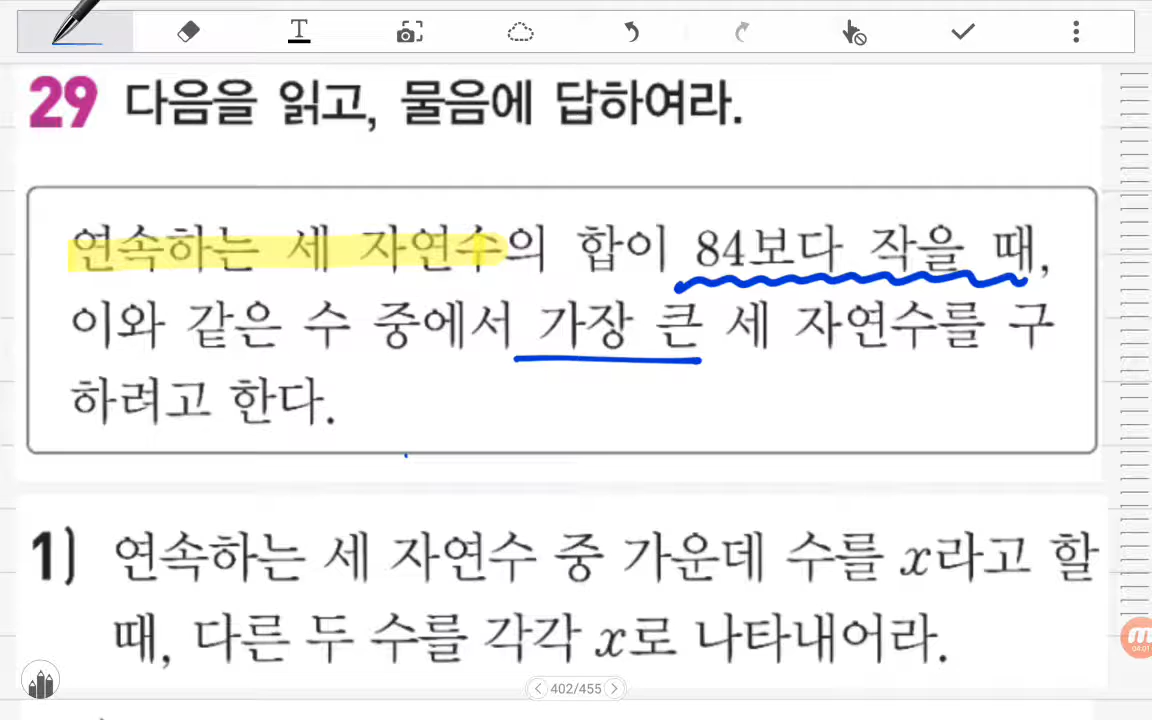 T
29 다음을 읽고, 물음에 답하여라.
연속하는 세 자연수의 합이 84보다 작을 때,
이와 같은 수 중에서 가장 큰 세 자연수를 구
하려고 한다.
1) 연속하는 세 자연수 중 가운데 수를 x라고 할
때, 다른 두 수를 각각 x로 나타내어라.
m
04:01
402/455